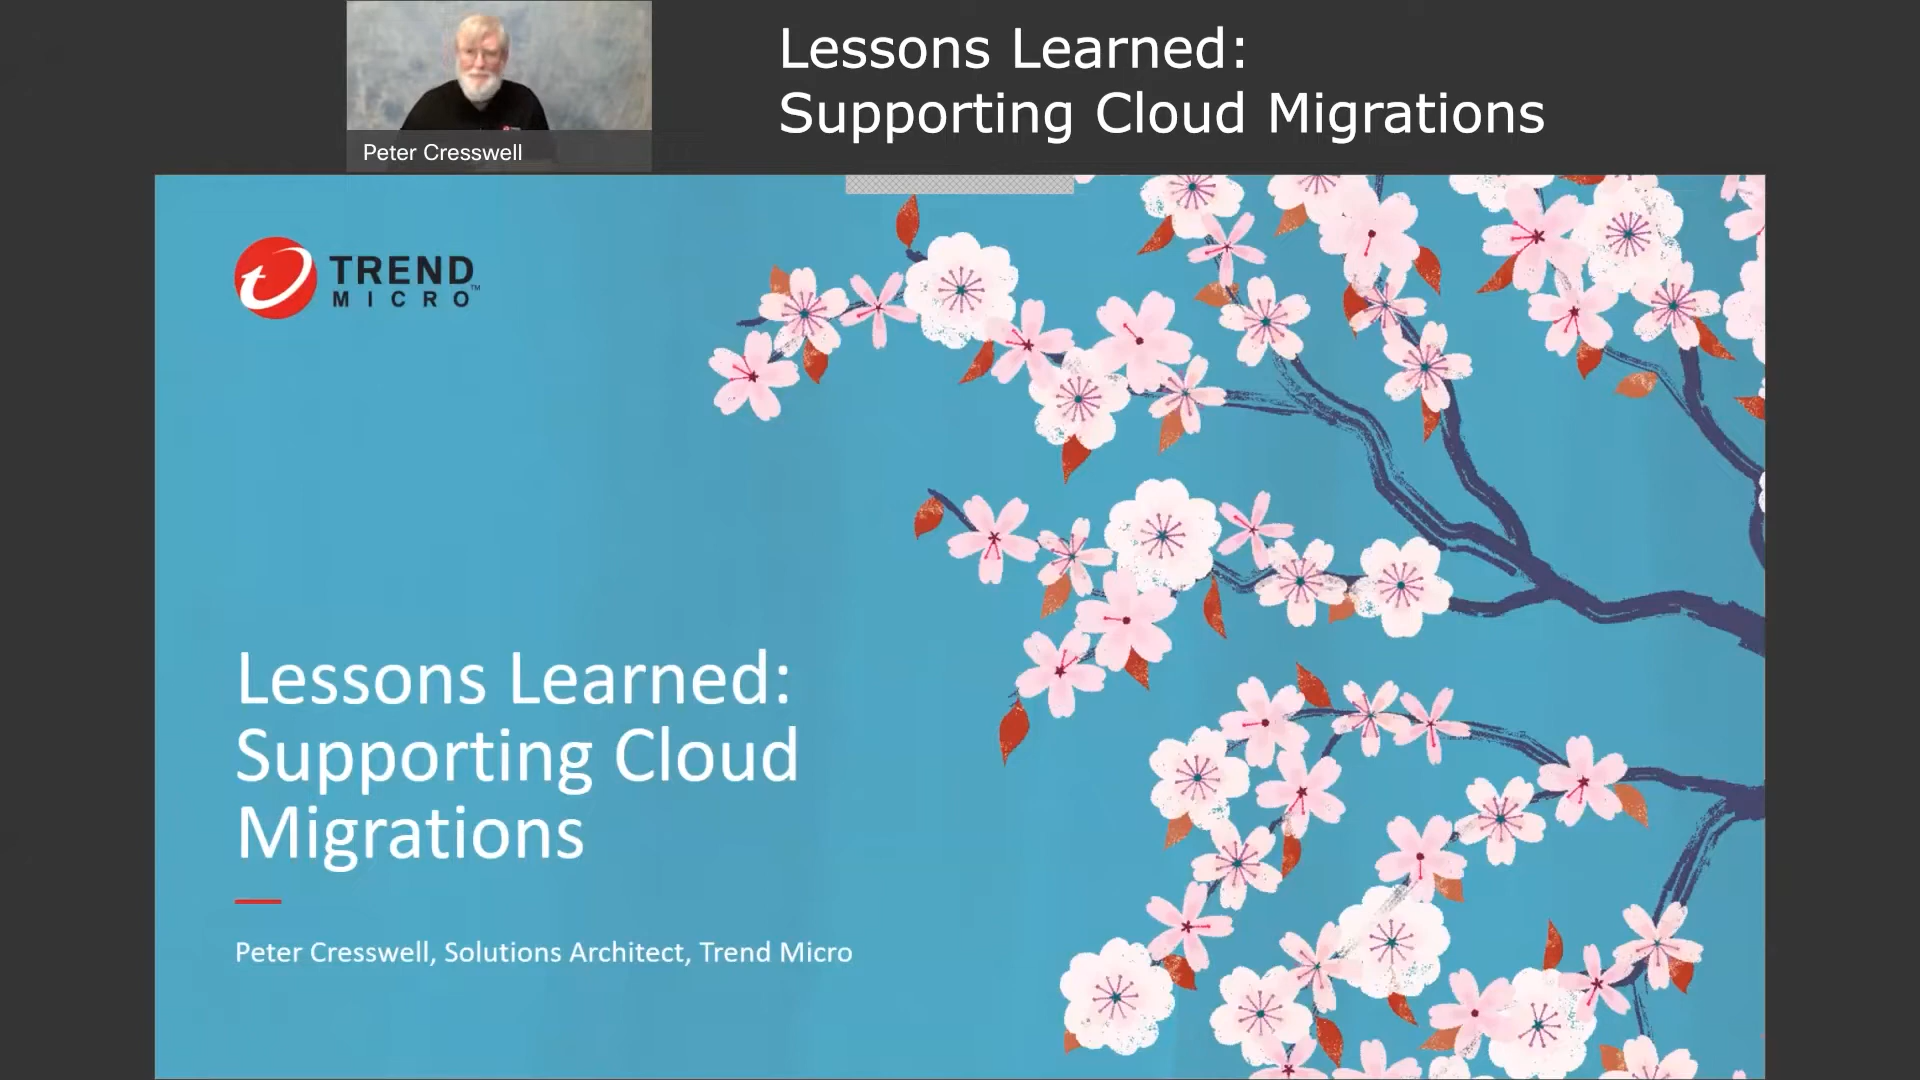 Lessons Learned:
Supporting Cloud Migrations
Peter Cresswell
TREND
MICRO™
Lessons Learned:
Supporting Cloud
Migrations
Peter Cresswell, Solutions Architect, Trend Micro